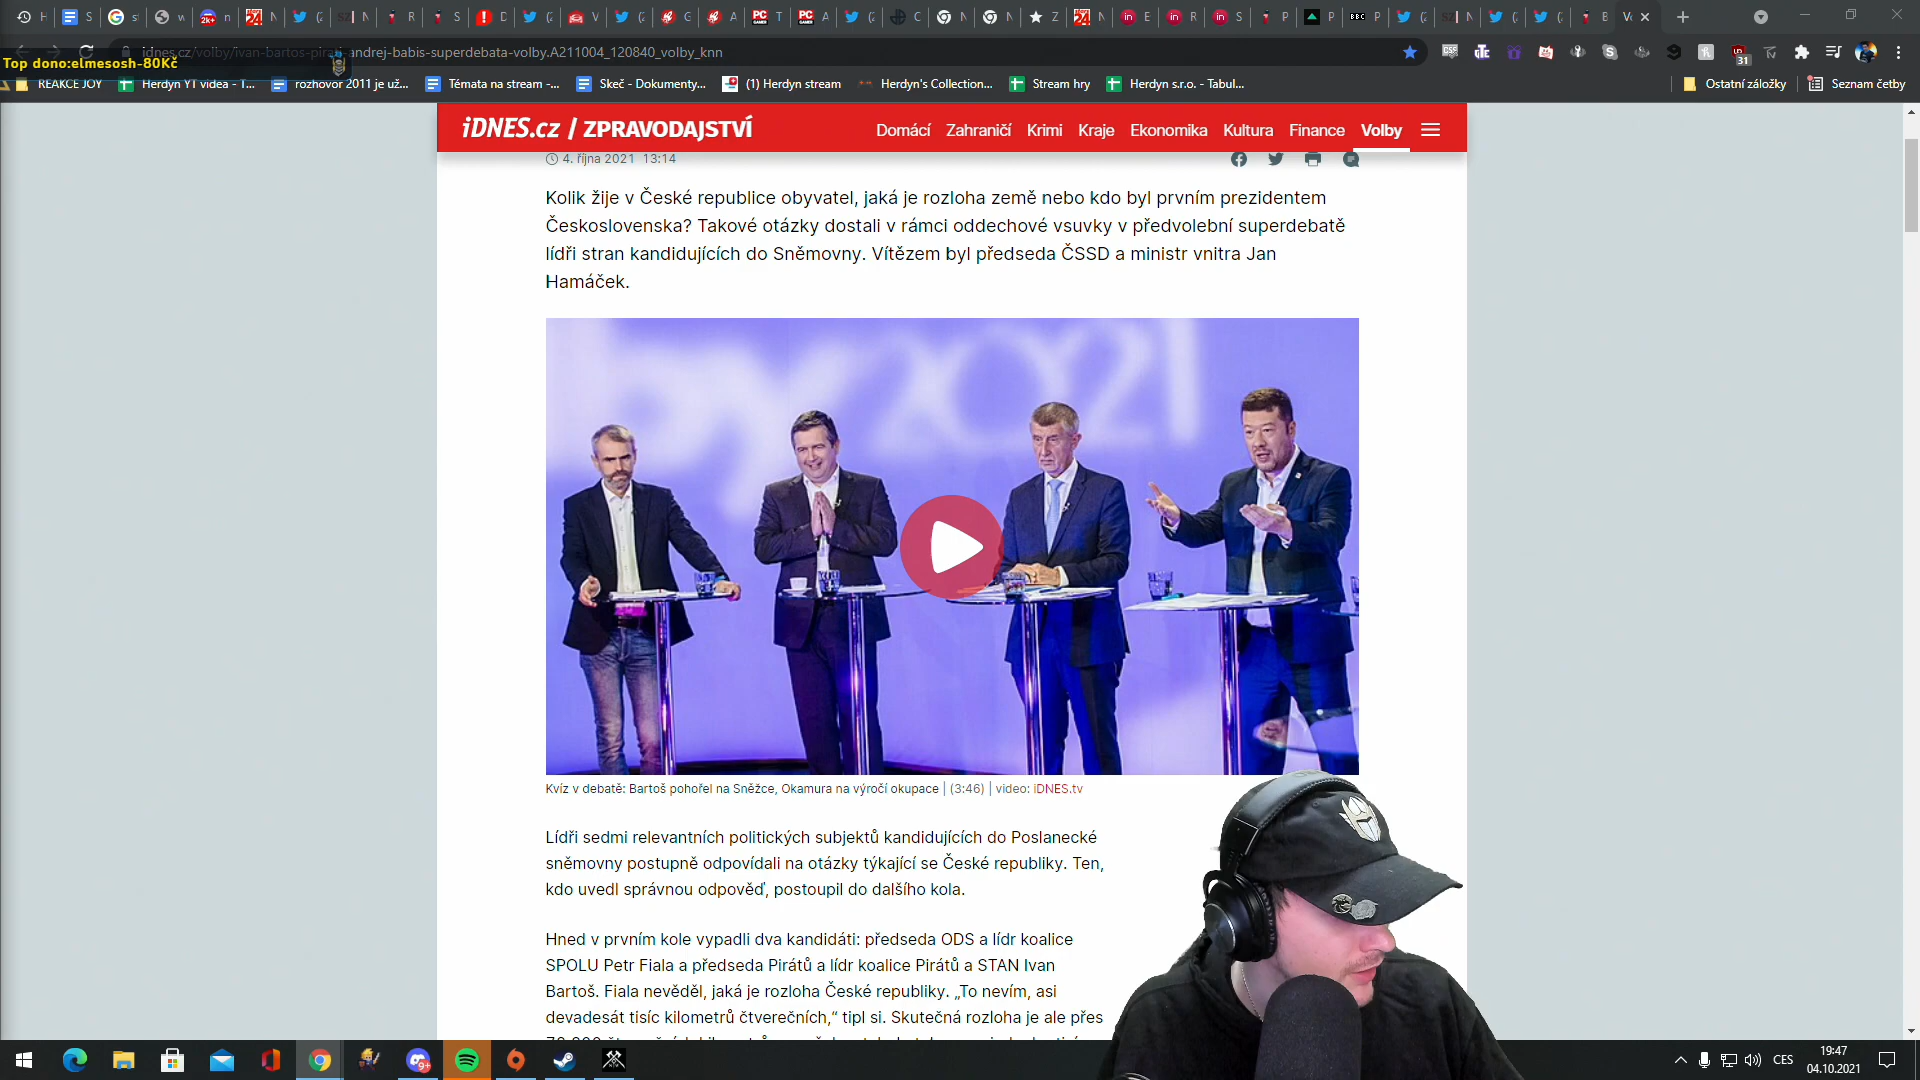 idnes.cz/volby/ivan-bartos-pirati-andrej-babis-superdebata-volby.A211004_120840_volby_knn
Top dono:elmesosh-80Kč
REAKCE JOY
Herdyn YT videa - T...
rozhovor 2011 je už...
Témata na stream -...
Skeč - Dokumenty...
(1) Herdyn stream
Herdyn's Collection...
Stream hry
Herdyn s.r.o. - Tabul...
Ostatní záložky
Seznam četby
iDNES.cz / ZPRAVODAJSTVÍ
Domácí Zahraničí Krimi Kraje Ekonomika Kultura Finance Volby
4. října 2021 13:14
Kolik žije v České republice obyvatel, jaká je rozloha země nebo kdo byl prvním prezidentem
Československa? Takové otázky dostali v rámci oddechové vsuvky v předvolební superdebatě
lídři stran kandidujících do Sněmovny. Vítězem byl předseda ČSSD a ministr vnitra Jan
Hamáček.
by2021
Kvíz v debatě: Bartoš pohořel na Sněžce, Okamura na výročí okupace | (3:46) | video: iDNES.tv
Lídři sedmi relevantních politických subjektů kandidujících do Poslanecké
sněmovny postupně odpovídali na otázky týkající se České republiky. Ten,
kdo uvedl správnou odpověď, postoupil do dalšího kola.
Hned v prvním kole vypadli dva kandidáti: předseda ODS a lídr koalice
SPOLU Petr Fiala a předseda Pirátů a lídr koalice Pirátů a STAN Ivan
Bartoš. Fiala nevěděl, jaká je rozloha České republiky. „To nevím, asi
devadesát tisíc kilometrů čtverečních,“ tipl si. Skutečná rozloha je ale přes
CES
19:47
04.10.2021